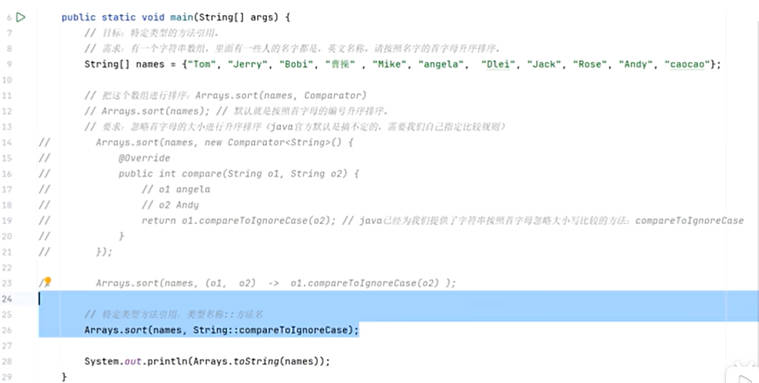 6 public static void main(String[] args) {
7 // 目标：特定类型的方法引用。
8 // 需求：有一个字符串数组，里面有一些人的名字都是，英文名称，请按照名字的首字母升序排序。
9 String[] names = {"Tom", "Jerry", "Bobi", "曹操" , "Mike", "angela", "Dlei", "Jack", "Rose", "Andy", "caocao"};
10
11 // 把这个数组进行排序：Arrays.sort(names, Comparator)
12 // Arrays.sort(names); // 默认就是按照首字母的编号升序排序。
13 // 要求：忽略首字母的大小进行升序排序（java官方默认是搞不定的，需要我们自己指定比较规则）
14 // Arrays.sort(names, new Comparator<String>() {
15 // @Override
16 // public int compare(String o1, String o2) {
17 // // o1 angela
18 // // o2 Andy
19 // return o1.compareToIgnoreCase(o2); // java已经为我们提供了字符串按照首字母忽略大小写比较的方法：compareToIgnoreCase
20 // }
21 // });
22
23 // Arrays.sort(names, (o1, o2) -> o1.compareToIgnoreCase(o2) );
24
25 // 特定类型方法引用，类型名称::方法名
26 Arrays.sort(names, String::compareToIgnoreCase);
27
28 System.out.println(Arrays.toString(names));
29 }